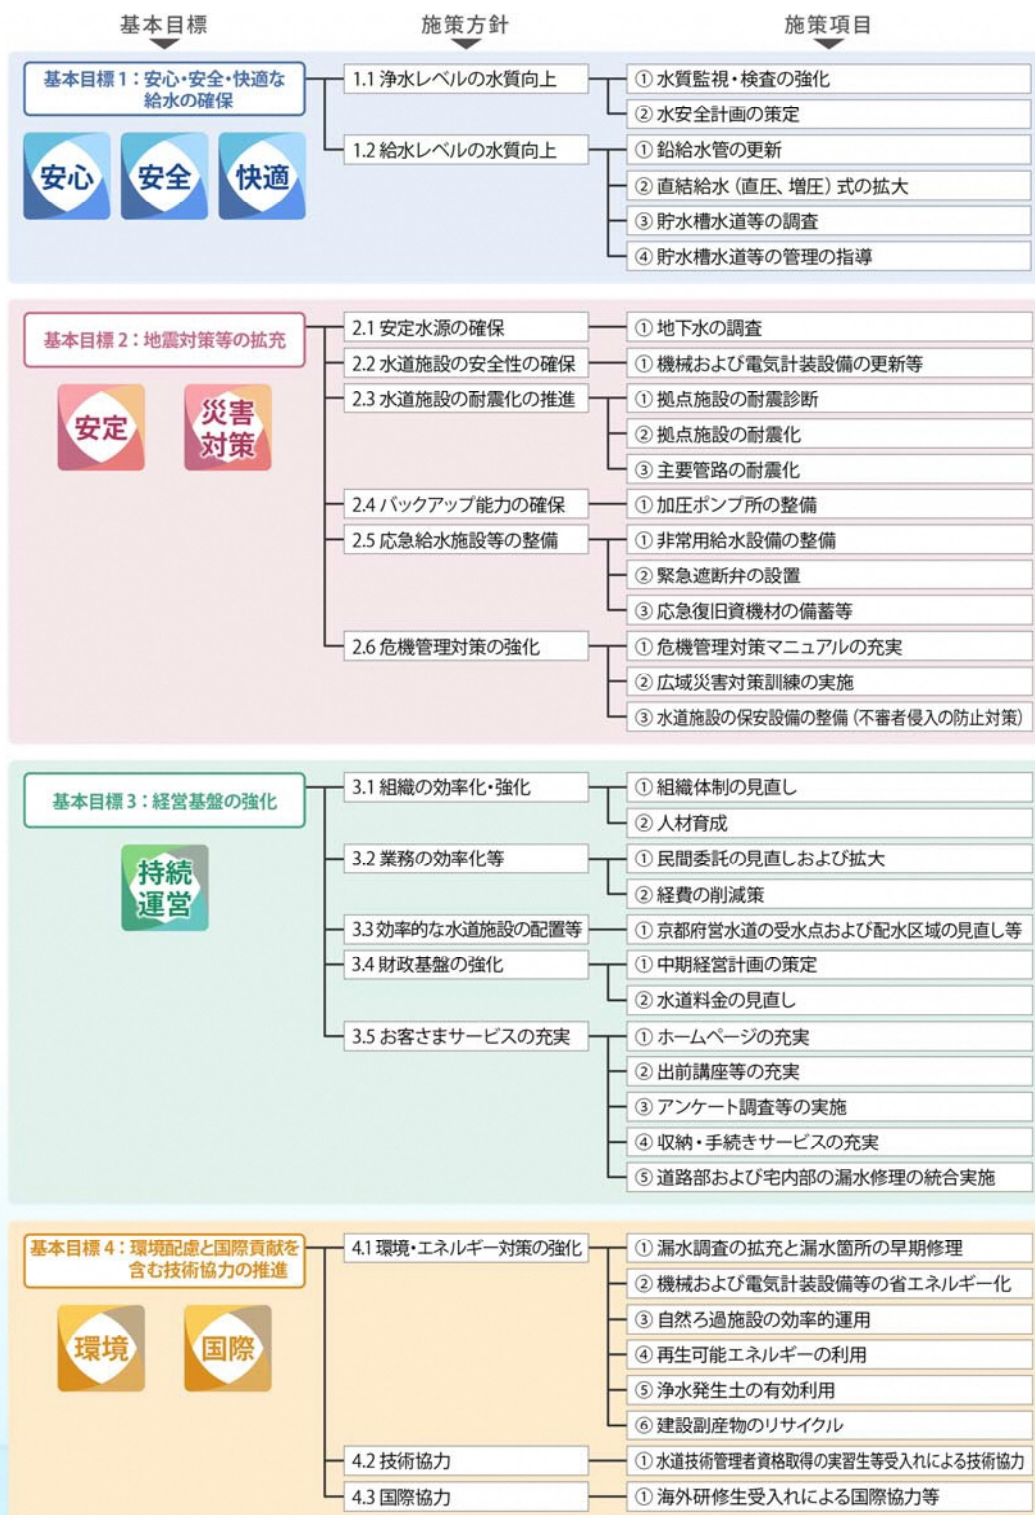 基本目標 施策方針 施策項目
基本目標1：安心・安全・快適な
給水の確保
安心 安全 快適
1.1 浄水レベルの水質向上
① 水質監視・検査の強化
② 水安全計画の策定
1.2 給水レベルの水質向上
① 鉛給水管の更新
② 直結給水（直圧、増圧）式の拡大
③ 貯水槽水道等の調査
④ 貯水槽水道等の管理の指導
基本目標2：地震対策等の拡充
安定 災害
対策
2.1 安定水源の確保
① 地下水の調査
2.2 水道施設の安全性の確保
① 機械および電気計装設備の更新等
2.3 水道施設の耐震化の推進
① 拠点施設の耐震診断
② 拠点施設の耐震化
③ 主要管路の耐震化
2.4 バックアップ能力の確保
① 加圧ポンプ所の整備
2.5 応急給水施設等の整備
① 非常用給水設備の整備
② 緊急遮断弁の設置
③ 応急復旧資機材の備蓄等
2.6 危機管理対策の強化
① 危機管理対策マニュアルの充実
② 広域災害対策訓練の実施
③ 水道施設の保安設備の整備（不審者侵入の防止対策）
基本目標3：経営基盤の強化
持続
運営
3.1 組織の効率化・強化
① 組織体制の見直し
② 人材育成
3.2 業務の効率化等
① 民間委託の見直しおよび拡大
② 経費の削減策
3.3 効率的な水道施設の配置等
① 京都府営水道の受水点および配水区域の見直し等
3.4 財政基盤の強化
① 中期経営計画の策定
② 水道料金の見直し
3.5 お客さまサービスの充実
① ホームページの充実
② 出前講座等の充実
③ アンケート調査等の実施
④ 収納・手続きサービスの充実
⑤ 道路部および宅内部の漏水修理の統合実施
基本目標4：環境配慮と国際貢献を
含む技術協力の推進
環境 国際
4.1 環境・エネルギー対策の強化
① 漏水調査の拡充と漏水箇所の早期修理
② 機械および電気計装設備等の省エネルギー化
③ 自然ろ過施設の効率的運用
④ 再生可能エネルギーの利用
⑤ 浄水発生土の有効利用
⑥ 建設副産物のリサイクル
4.2 技術協力
① 水道技術管理者資格取得の実習生等受入れによる技術協力
4.3 国際協力
① 海外研修生受入れによる国際協力等